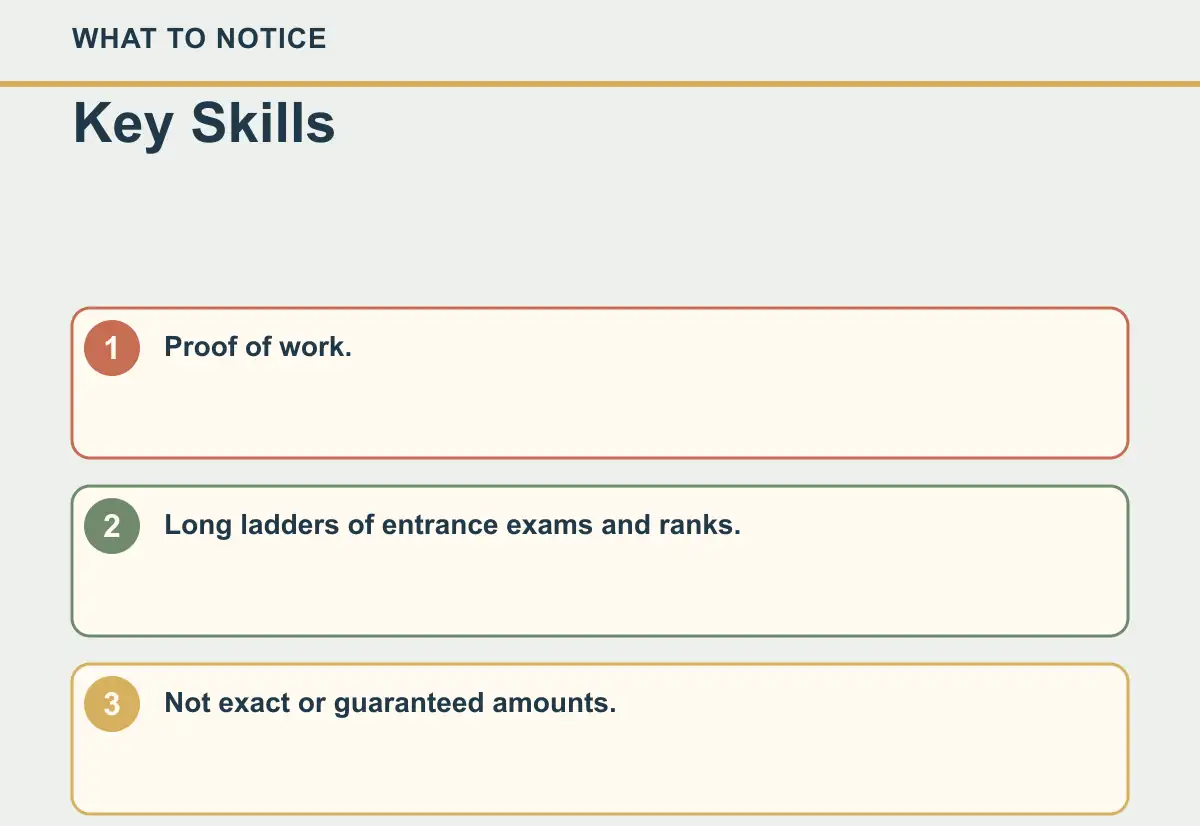 WHAT TO NOTICE
Key Skills
1 Proof of work.
2 Long ladders of entrance exams and ranks.
3 Not exact or guaranteed amounts.